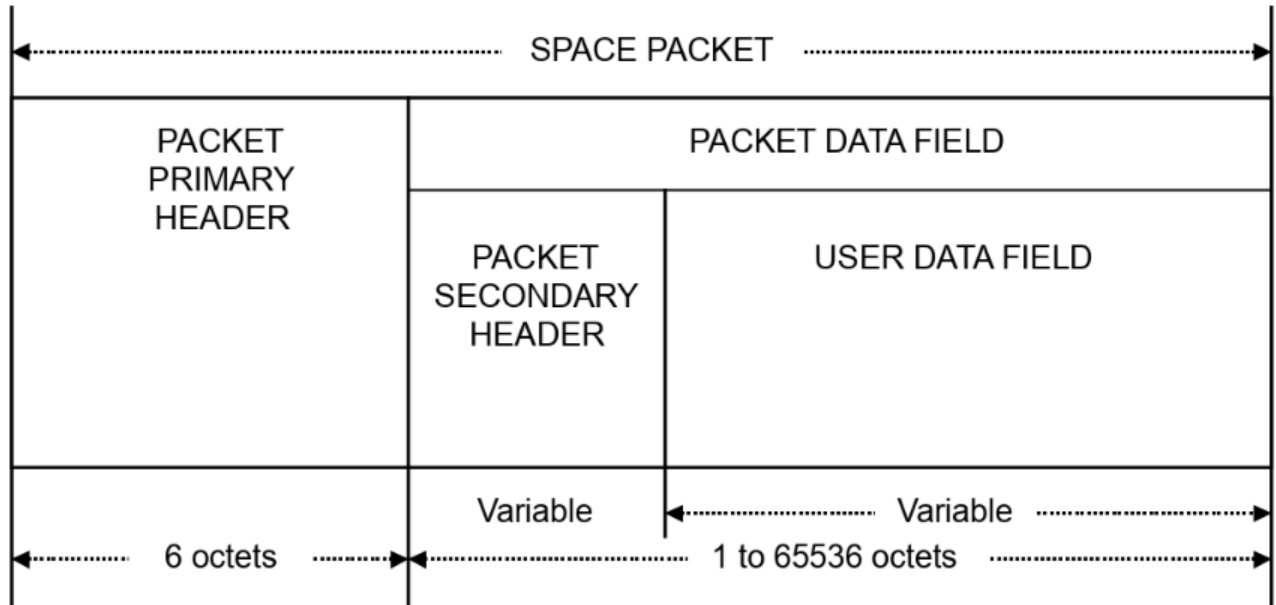 SPACE PACKET
PACKET
PRIMARY
HEADER
PACKET DATA FIELD
PACKET
SECONDARY
HEADER
USER DATA FIELD
Variable
Variable
6 octets
1 to 65536 octets